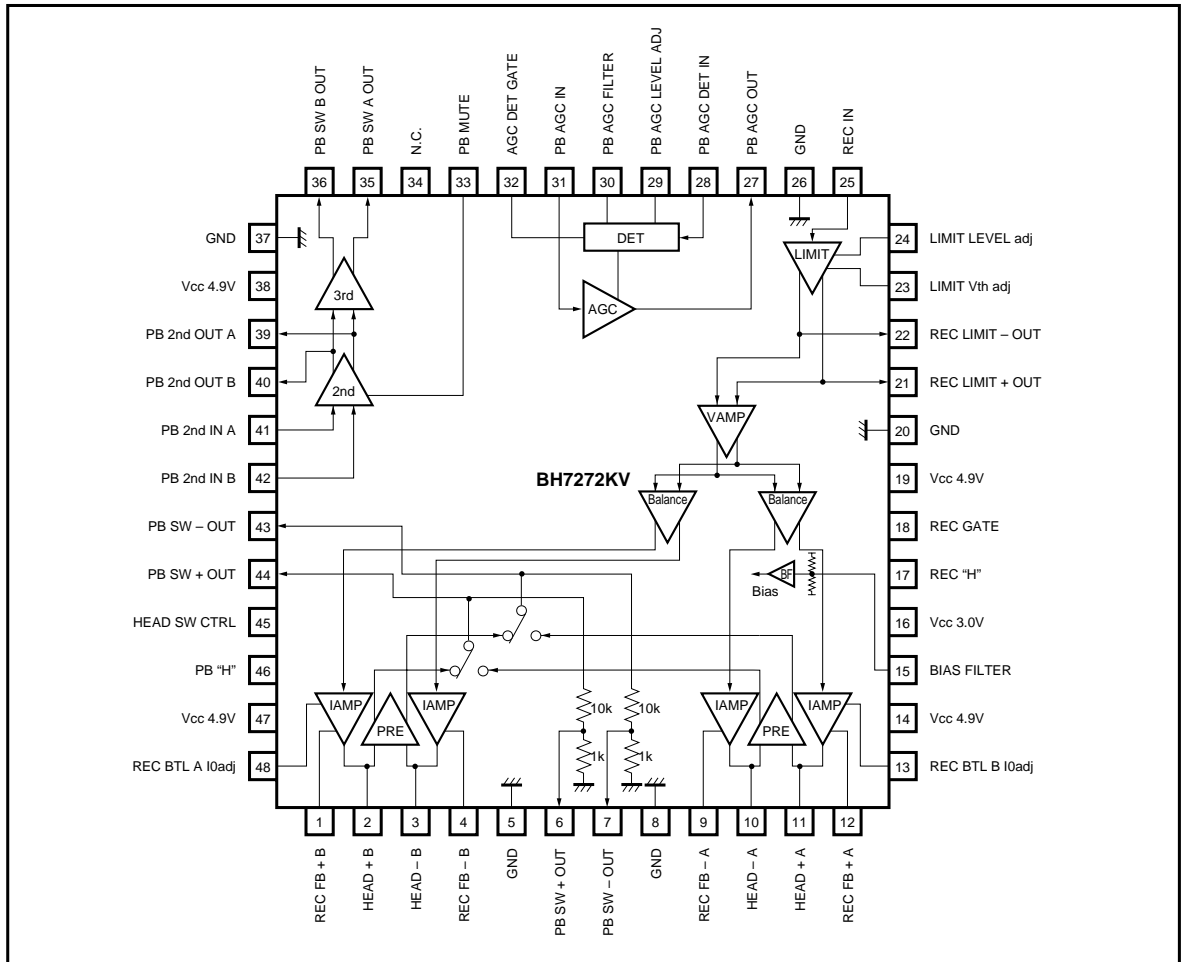 PB SW B OUT
PB SW A OUT
N.C.
PB MUTE
AGC DET GATE
PB AGC IN
PB AGC FILTER
PB AGC LEVEL ADJ
PB AGC DET IN
PB AGC OUT
GND
REC IN
36
35
34
33
32
31
30
29
28
27
26
25
GND
37
Vcc 4.9V
38
PB 2nd OUT A
39
PB 2nd OUT B
40
PB 2nd IN A
41
PB 2nd IN B
42
PB SW – OUT
43
PB SW + OUT
44
HEAD SW CTRL
45
PB “H”
46
Vcc 4.9V
47
REC BTL A I0adj
48
3rd
2nd
DET
AGC
LIMIT
VAMP
BH7272KV
Balance
Balance
BF
Bias
10k
10k
1k
1k
IAMP
PRE
IAMP
IAMP
PRE
IAMP
24
LIMIT LEVEL adj
23
LIMIT Vth adj
22
REC LIMIT – OUT
21
REC LIMIT + OUT
20
GND
19
Vcc 4.9V
18
REC GATE
17
REC “H”
16
Vcc 3.0V
15
BIAS FILTER
14
Vcc 4.9V
13
REC BTL B I0adj
1
2
3
4
5
6
7
8
9
10
11
12
REC FB + B
HEAD + B
HEAD – B
REC FB – B
GND
PB SW + OUT
PB SW – OUT
GND
REC FB – A
HEAD – A
HEAD + A
REC FB + A